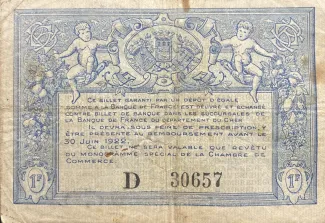 CE BILLET GARANTI PAR UN DÉPOT D'ÉGALE
SOMME A LA BANQUE DE FRANCE, EST DÉLIVRÉ ET ÉCHANGÉ
CONTRE BILLET DE BANQUE DANS LES SUCCURSALES DE
LA BANQUE DE FRANCE DU DÉPARTEMENT DU CHER.
IL DEVRA, SOUS PEINE DE PRESCRIPTION, Y
ÊTRE PRÉSENTÉ AU REMBOURSEMENT AVANT LE
30 JUIN 1922.
CE BILLET NE SERA VALABLE QUE REVÊTU
DU MONOGRAMME SPÉCIAL DE LA CHAMBRE DE
COMMERCE.
1F D 30657 1F